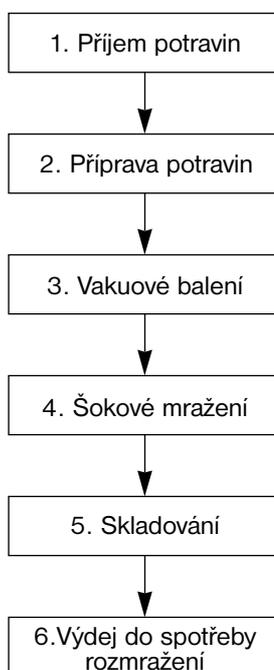 1. Příjem potravin
2. Příprava potravin
3. Vakuové balení
4. Šokové mražení
5. Skladování
6.Výdej do spotřeby
rozmražení